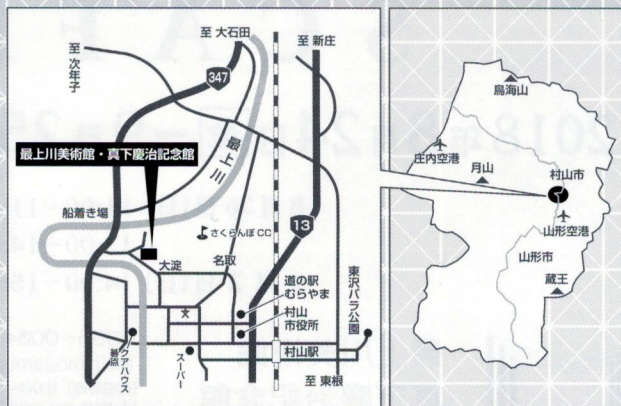 至 大石田
至 新庄
至 次年子
347
最上川
最上川美術館・真下慶治記念館
船着き場
さくらんぼCC
13
大淀
名取
道の駅
むらやま
村山
市役所
東沢バラ公園
碁点
クアハウス
スーパー
村山駅
至 東根
鳥海山
庄内空港
月山
村山市
山形空港
山形市
蔵王